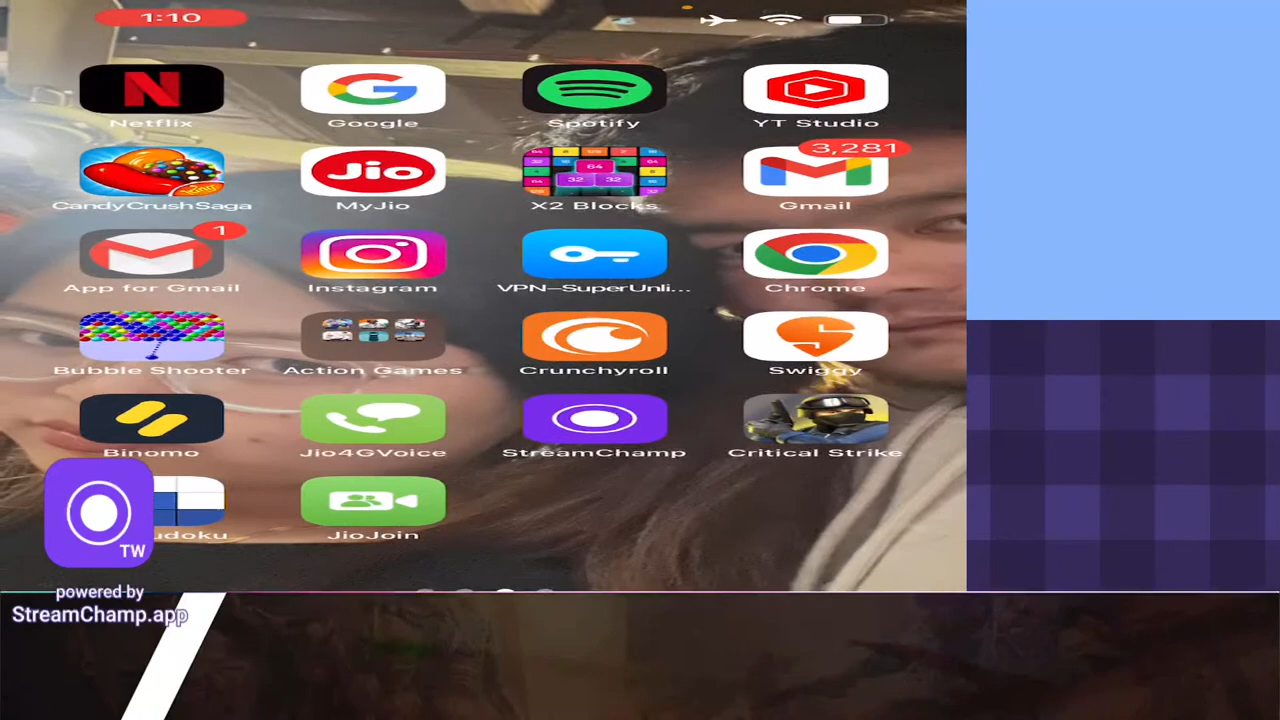 1:10
Netflix
Google
Spotify
YT Studio
3,281
CandyCrushSaga
MyJio
X2 Blocks
Gmail
1
App for Gmail
Instagram
VPN-SuperUnli...
Chrome
Bubble Shooter
Action Games
Crunchyroll
Swiggy
Binomo
Jio4GVoice
StreamChamp
Critical Strike
udoku
JioJoin
Jio
64
32
32
TW
powered by
StreamChamp.app